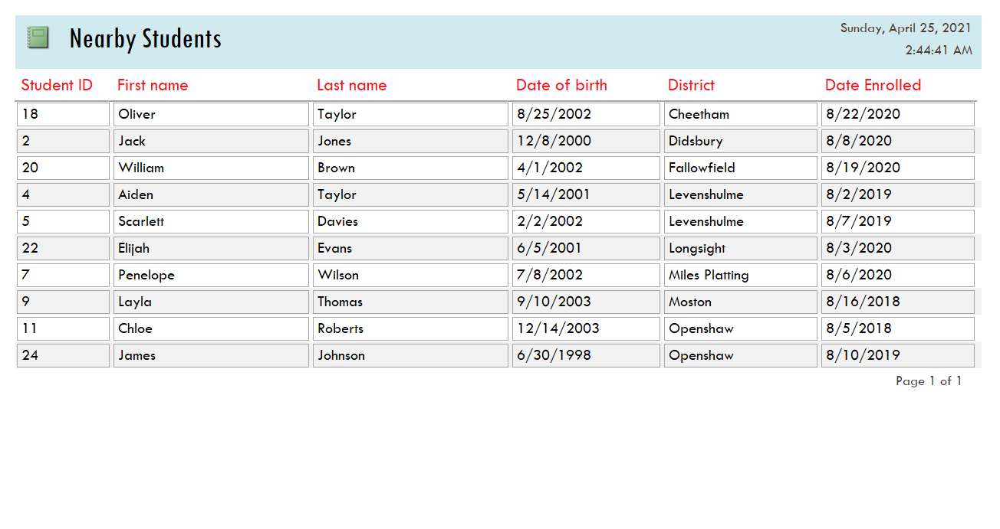 Nearby Students
Sunday, April 25, 2021
2:44:41 AM
Student ID First name Last name Date of birth District Date Enrolled
18 Oliver Taylor 8/25/2002 Cheetham 8/22/2020
2 Jack Jones 12/8/2000 Didsbury 8/8/2020
20 William Brown 4/1/2002 Fallowfield 8/19/2020
4 Aiden Taylor 5/14/2001 Levenshulme 8/2/2019
5 Scarlett Davies 2/2/2002 Levenshulme 8/7/2019
22 Elijah Evans 6/5/2001 Longsight 8/3/2020
7 Penelope Wilson 7/8/2002 Miles Platting 8/6/2020
9 Layla Thomas 9/10/2003 Moston 8/16/2018
11 Chloe Roberts 12/14/2003 Openshaw 8/5/2018
24 James Johnson 6/30/1998 Openshaw 8/10/2019
Page 1 of 1